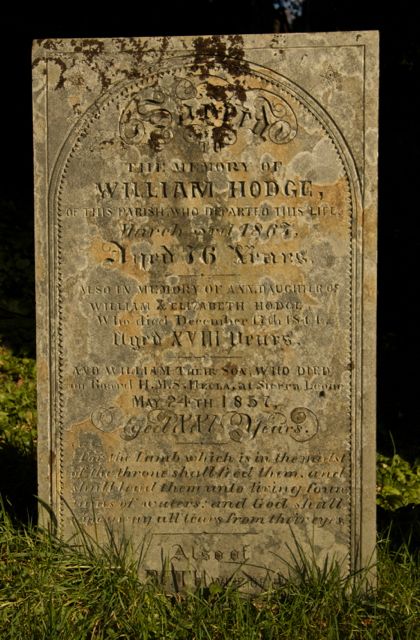 Sacred
TO
THE MEMORY OF
WILLIAM HODGE,
OF THIS PARISH, WHO DEPARTED THIS LIFE
March 3rd 1867,
Aged 76 Years.
ALSO IN MEMORY OF ANN, DAUGHTER OF
WILLIAM & ELIZABETH HODGE
Who died December 17th 1844,
Aged XVIII Years.
AND WILLIAM THEIR SON, WHO DIED
on Board H.M.S. HECLA, at Sierra Leone
MAY 24TH 1857,
Aged XXI Years.
For the Lamb which is in the midst
of the throne shall feed them, and
shall lead them unto living foun
tains of waters: and God shall
wipe away all tears from their eyes.
Also of